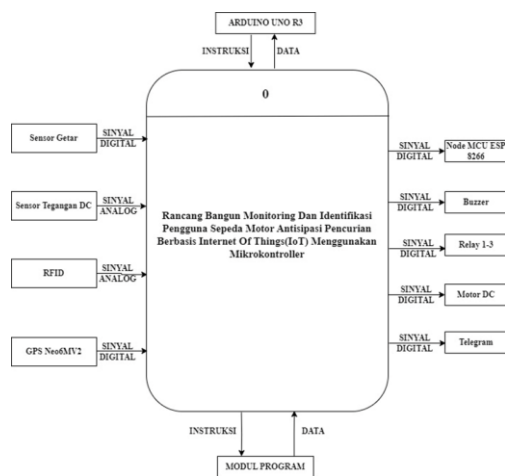 ARDUINO UNO R3
INSTRUKSI
DATA
0
Sensor Getar
SINYAL
DIGITAL
Sensor Tegangan DC
SINYAL
ANALOG
RFID
SINYAL
ANALOG
GPS Neo6MV2
SINYAL
DIGITAL
Rancang Bangun Monitoring Dan Identifikasi
Pengguna Sepeda Motor Antisipasi Pencurian
Berbasis Internet Of Things(IoT) Menggunakan
Mikrokontroller
SINYAL
DIGITAL
Node MCU ESP
8266
SINYAL
DIGITAL
Buzzer
SINYAL
DIGITAL
Relay 1-3
SINYAL
DIGITAL
Motor DC
SINYAL
DIGITAL
Telegram
INSTRUKSI
DATA
MODUL PROGRAM